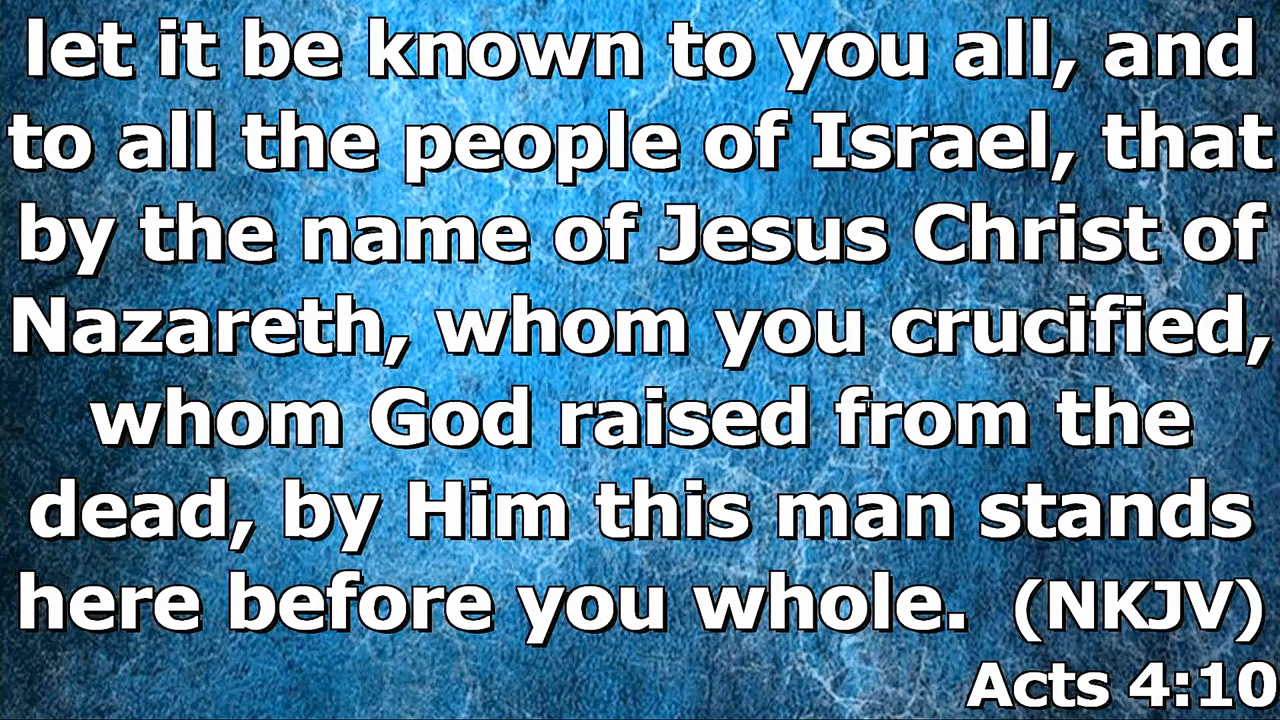 let it be known to you all, and
to all the people of Israel, that
by the name of Jesus Christ of
Nazareth, whom you crucified,
whom God raised from the
dead, by Him this man stands
here before you whole. (NKJV)
Acts 4:10